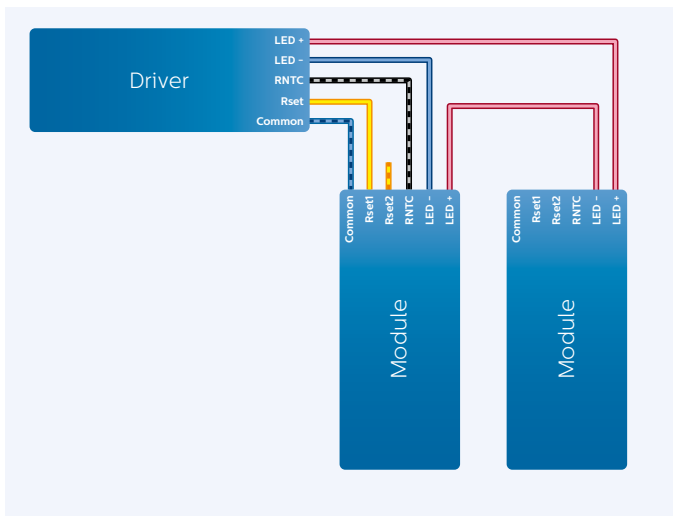 Driver
LED +
LED –
RNTC
Rset
Common
Common
Rset1
Rset2
RNTC
LED –
LED +
Module
Common
Rset1
Rset2
RNTC
LED –
LED +
Module